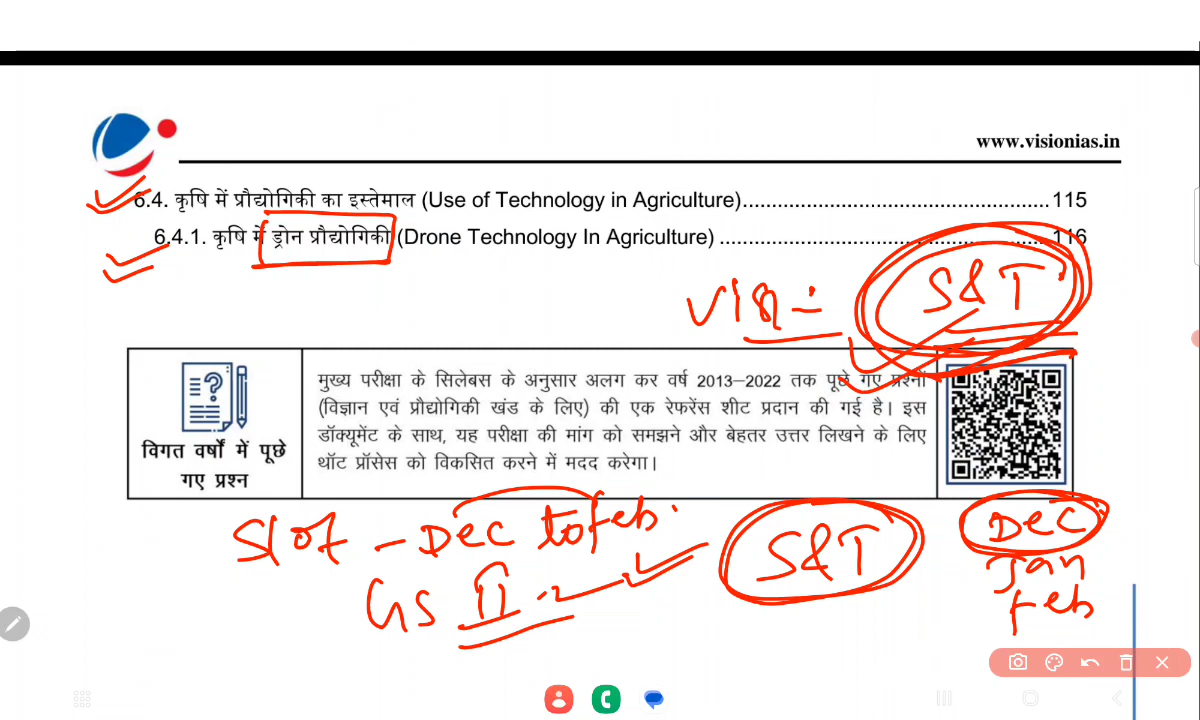 www.visionias.in
6.4. कृषि में प्रौद्योगिकी का इस्तेमाल (Use of Technology in Agriculture) 115
6.4.1. कृषि में ड्रोन प्रौद्योगिकी (Drone Technology In Agriculture) 116
S&T
विगत वर्षों में पूछे
गए प्रश्न
मुख्य परीक्षा के सिलेबस के अनुसार अलग कर वर्ष 2013–2022 तक पूछे गए प्रश्नों
(विज्ञान एवं प्रौद्योगिकी खंड के लिए) की एक रेफरेंस शीट प्रदान की गई है। इस
डॉक्यूमेंट के साथ, यह परीक्षा की मांग को समझने और बेहतर उत्तर लिखने के लिए
थॉट प्रॉसेस को विकसित करने में मदद करेगा।
Slot - Dec to feb.
GS II
S&T
Dec
Jan
feb